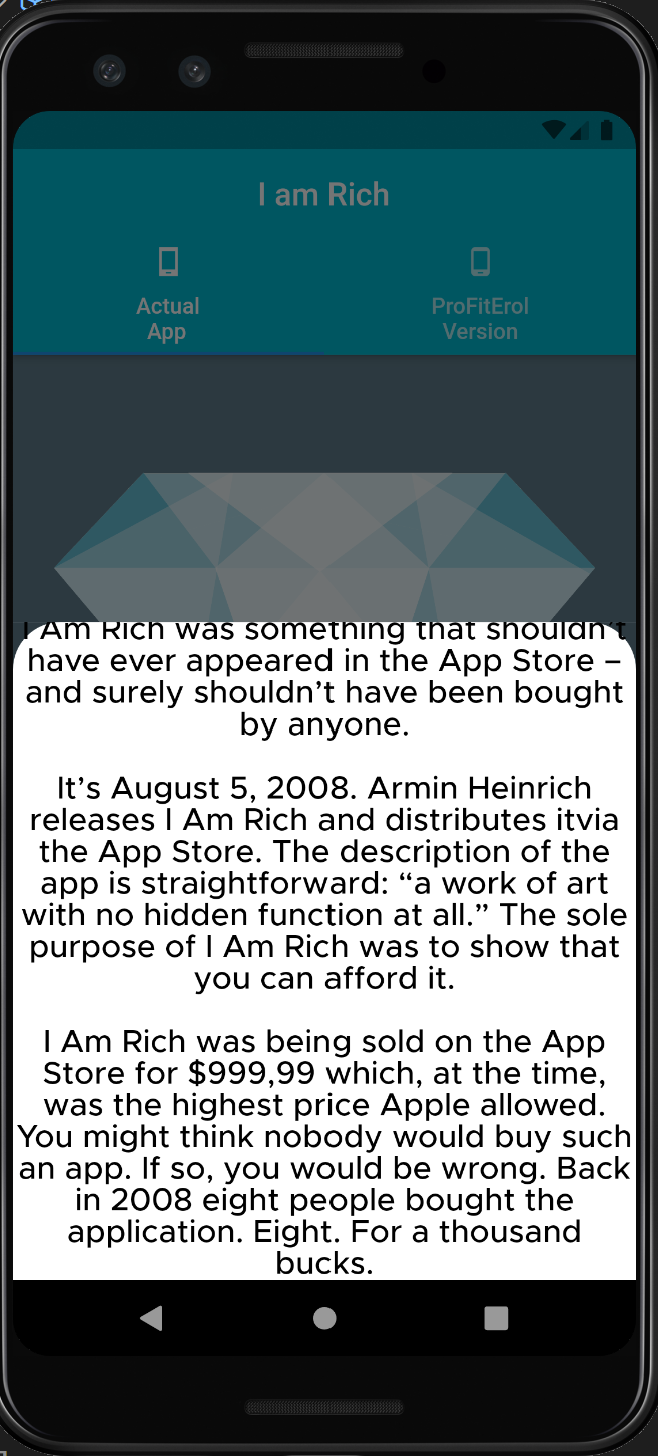 I am Rich
Actual
App
ProFitErol
Version
I Am Rich was something that shouldn’t
have ever appeared in the App Store –
and surely shouldn’t have been bought
by anyone.
It’s August 5, 2008. Armin Heinrich
releases I Am Rich and distributes itvia
the App Store. The description of the
app is straightforward: “a work of art
with no hidden function at all.” The sole
purpose of I Am Rich was to show that
you can afford it.
I Am Rich was being sold on the App
Store for $999,99 which, at the time,
was the highest price Apple allowed.
You might think nobody would buy such
an app. If so, you would be wrong. Back
in 2008 eight people bought the
application. Eight. For a thousand
bucks.